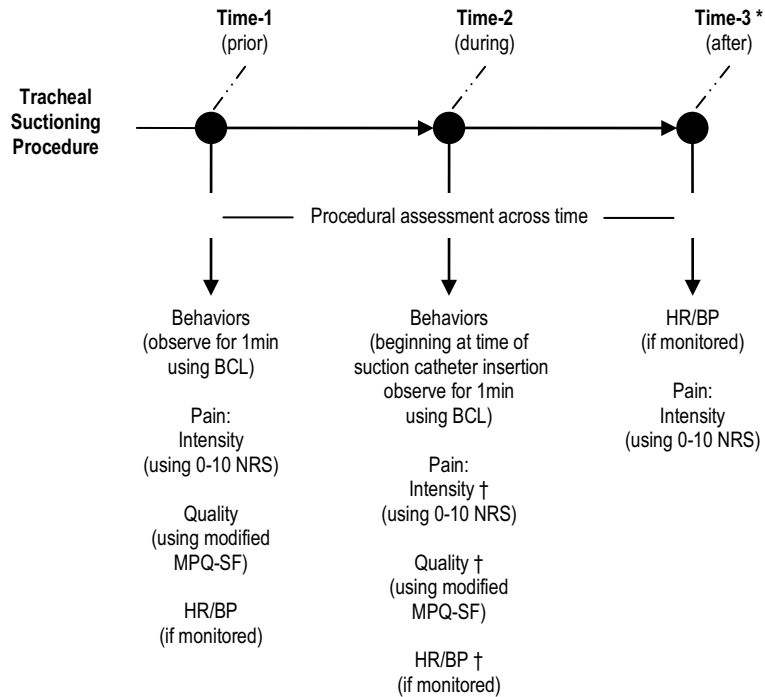 Time-1
(prior)
Time-2
(during)
Time-3 *
(after)
Tracheal
Suctioning
Procedure
Procedural assessment across time
Behaviors
(observe for 1min
using BCL)
Pain:
Intensity
(using 0-10 NRS)
Quality
(using modified
MPQ-SF)
HR/BP
(if monitored)
Behaviors
(beginning at time of
suction catheter insertion
observe for 1min
using BCL)
Pain:
Intensity †
(using 0-10 NRS)
Quality †
(using modified
MPQ-SF)
HR/BP †
(if monitored)
HR/BP
(if monitored)
Pain:
Intensity
(using 0-10 NRS)